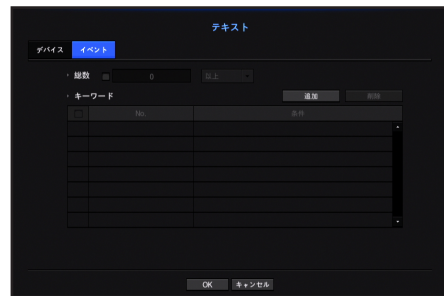 テキスト
デバイス イベント
総数 0 以上
キーワード 追加 削除
No. 条件
OK キャンセル